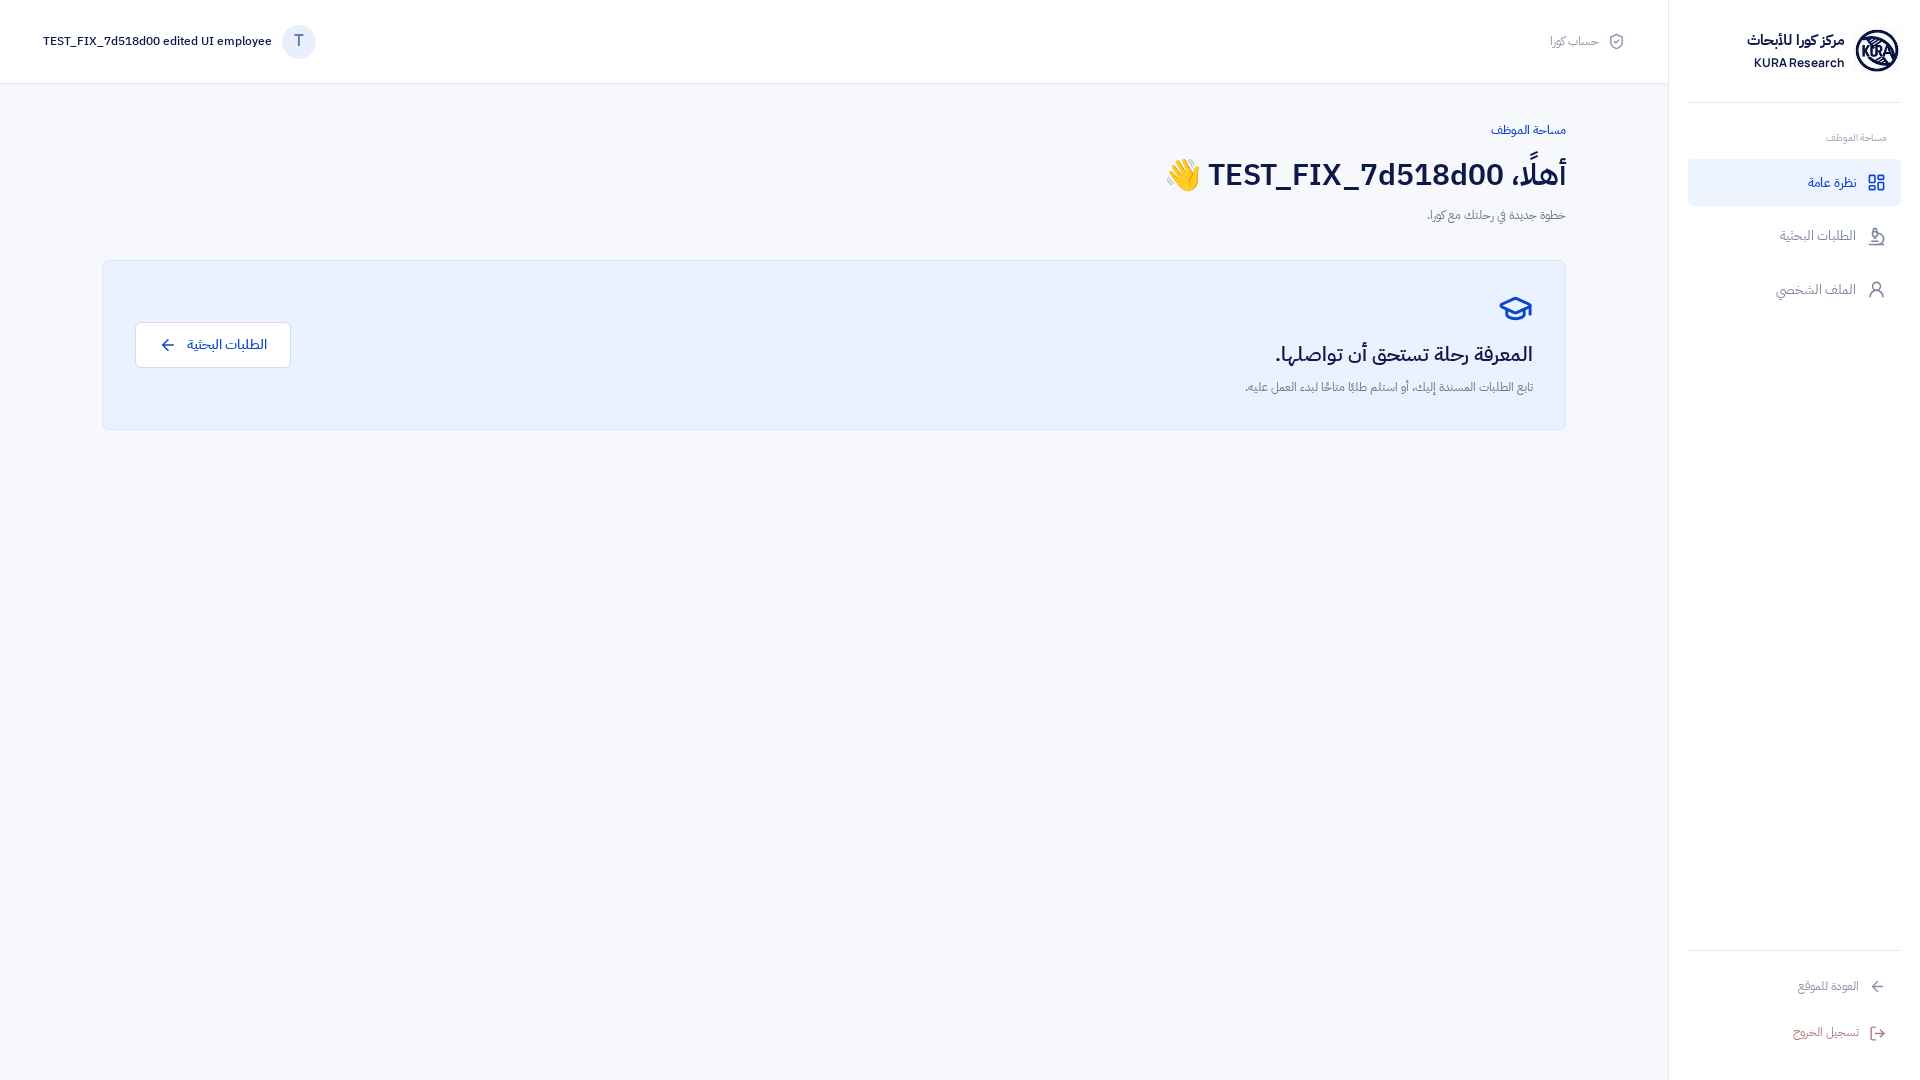 مركز كورا للأبحاث
KURA Research
KURA
مساحة الموظف
نظرة عامة
الطلبات البحثية
الملف الشخصي
العودة للموقع
تسجيل الخروج
حساب كورا
T
TEST_FIX_7d518d00 edited UI employee
مساحة الموظف
أهلًا، TEST_FIX_7d518d00 👋
خطوة جديدة في رحلتك مع كورا.
المعرفة رحلة تستحق أن تواصلها.
تابع الطلبات المسندة إليك، أو استلم طلبًا متاحًا لبدء العمل عليه.
الطلبات البحثية